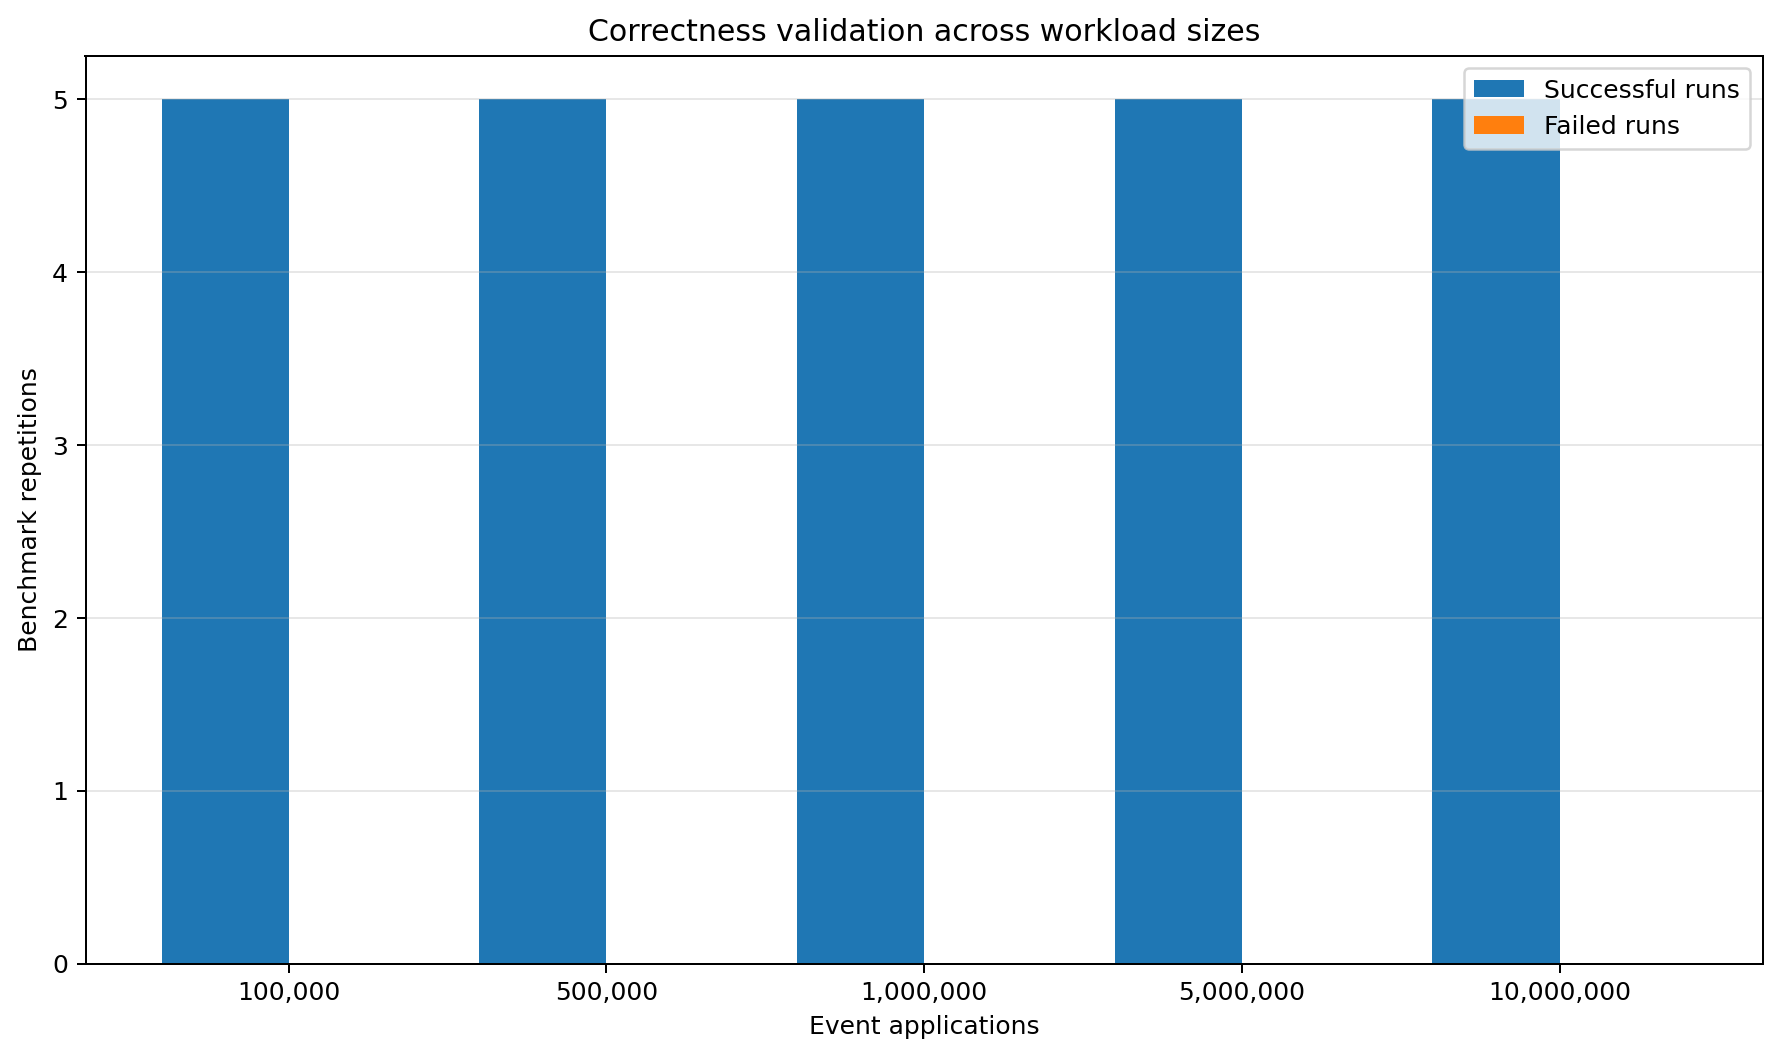 Correctness validation across workload sizes
Successful runs
Failed runs
5
4
3
2
1
0
Benchmark repetitions
100,000
500,000
1,000,000
5,000,000
10,000,000
Event applications